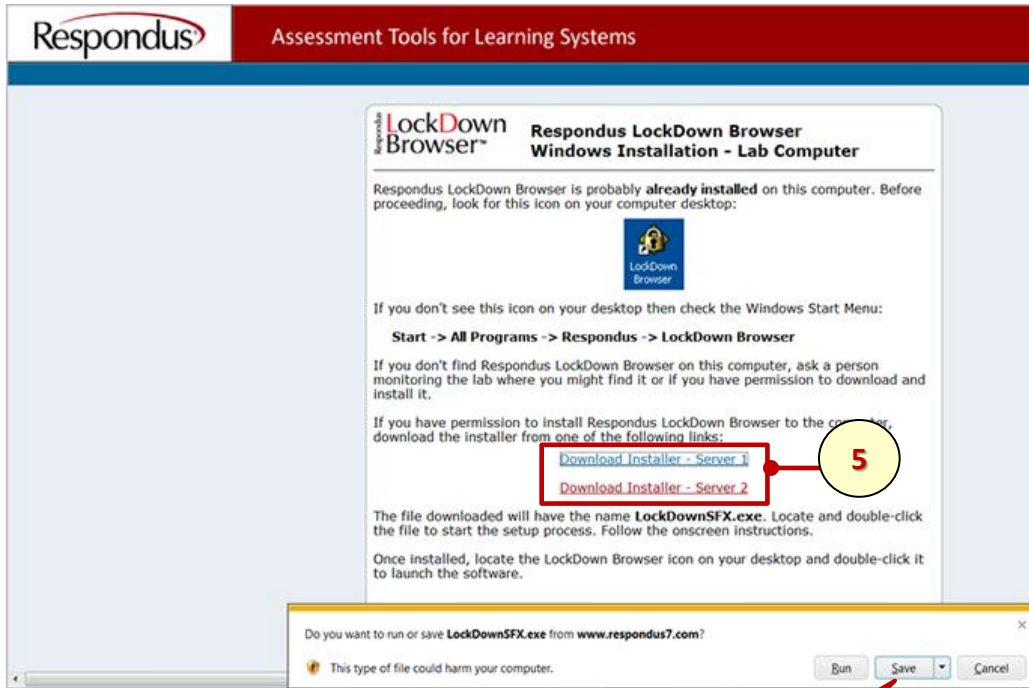 Respondus
Assessment Tools for Learning Systems
Respondus
LockDown
Browser™
Respondus LockDown Browser
Windows Installation - Lab Computer
Respondus LockDown Browser is probably already installed on this computer. Before
proceeding, look for this icon on your computer desktop:
LockDown
Browser
If you don't see this icon on your desktop then check the Windows Start Menu:
Start -> All Programs -> Respondus -> LockDown Browser
If you don't find Respondus LockDown Browser on this computer, ask a person
monitoring the lab where you might find it or if you have permission to download and
install it.
If you have permission to install Respondus LockDown Browser to the computer,
download the installer from one of the following links:
Download Installer - Server 1
5
Download Installer - Server 2
The file downloaded will have the name LockDownSFX.exe. Locate and double-click
the file to start the setup process. Follow the onscreen instructions.
Once installed, locate the LockDown Browser icon on your desktop and double-click it
to launch the software.
Do you want to run or save LockDownSFX.exe from www.respondus7.com?
This type of file could harm your computer.
Run
Save
Cancel